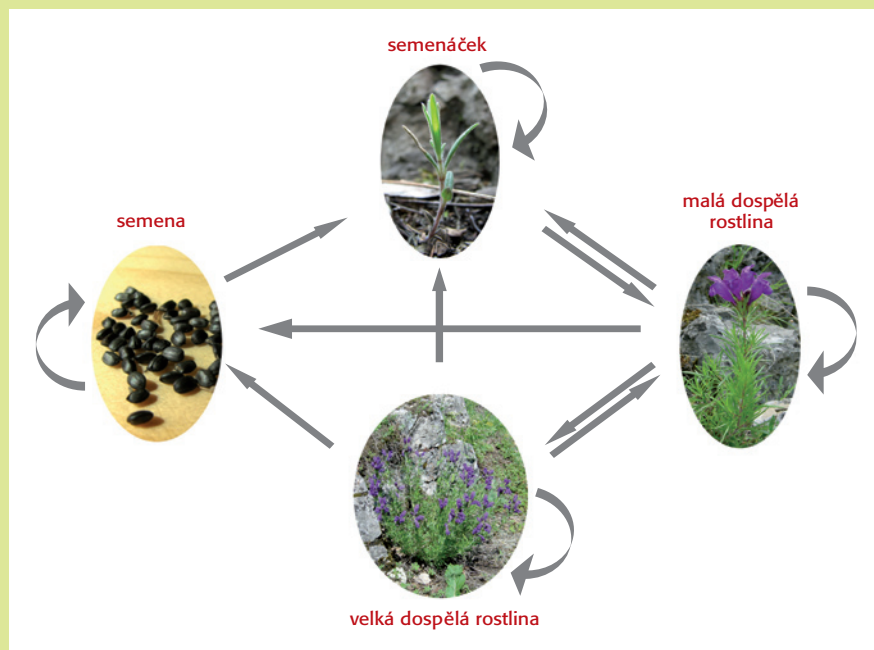 semenáček
semena
malá dospělá
rostlina
velká dospělá rostlina